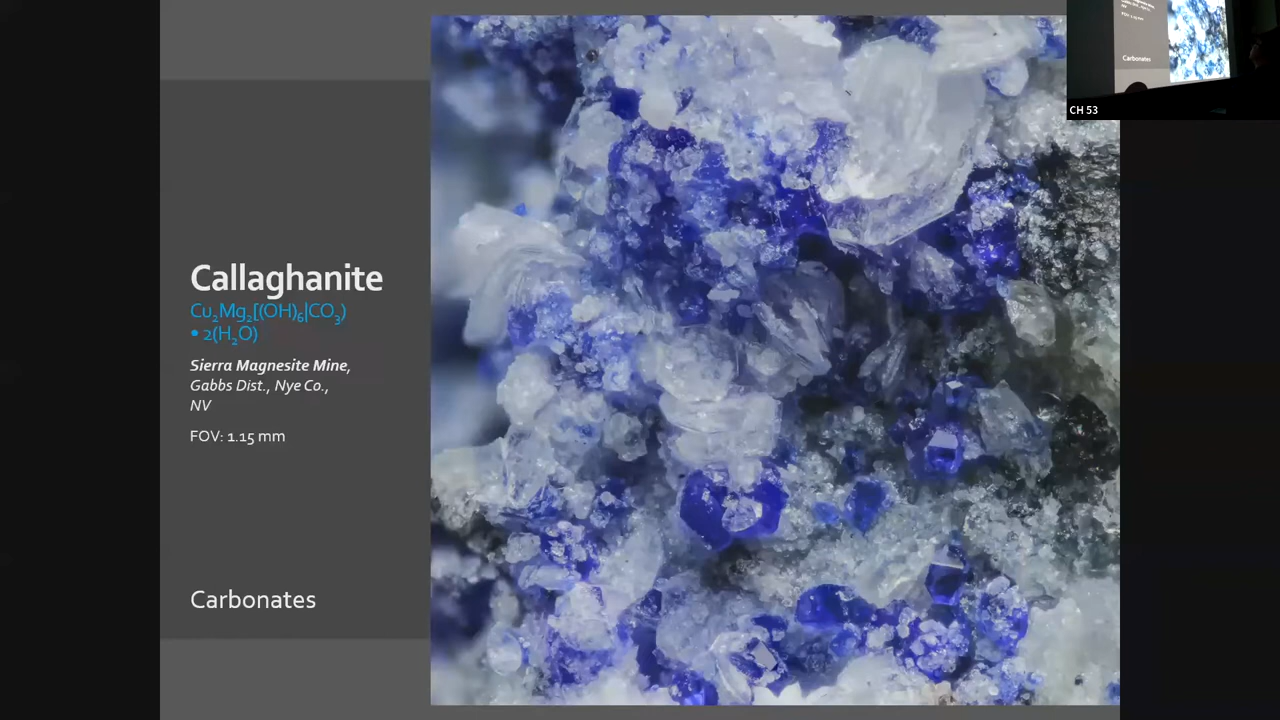 Callaghanite
Cu₂Mg₂[(OH)₆|CO₃)
• 2(H₂O)
Sierra Magnesite Mine,
Gabbs Dist., Nye Co.,
NV
FOV: 1.15 mm
Carbonates
Carbonates
CH 53